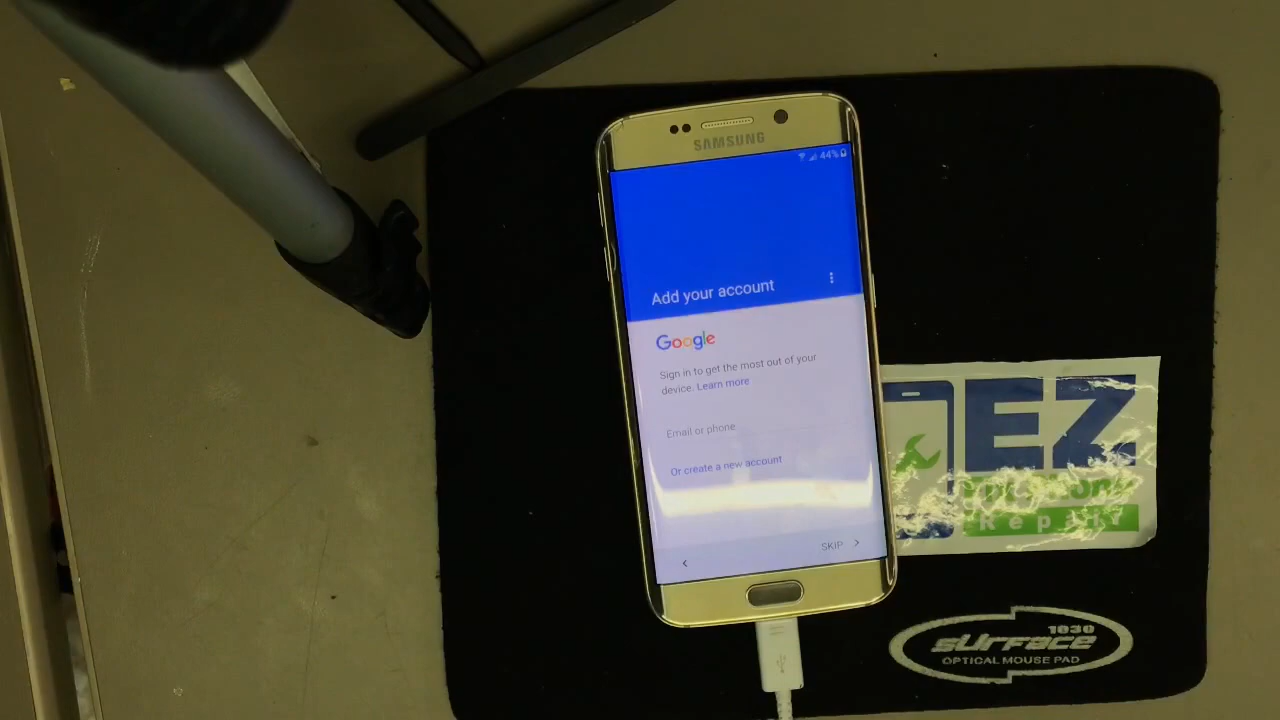 SAMSUNG
44%
Add your account
Google
Sign in to get the most out of your
device. Learn more
Email or phone
Or create a new account
SKIP
EZ
Repair
1030
surface
OPTICAL MOUSE PAD